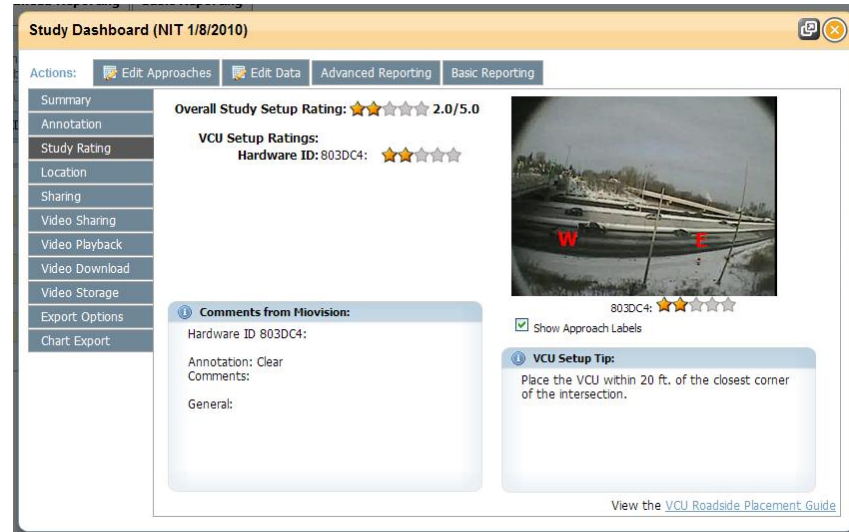 Study Dashboard (NIT 1/8/2010)
Actions: Edit Approaches Edit Data Advanced Reporting Basic Reporting
Summary
Annotation
Study Rating
Location
Sharing
Video Sharing
Video Playback
Video Download
Video Storage
Export Options
Chart Export
Overall Study Setup Rating: 2.0/5.0
VCU Setup Ratings:
Hardware ID: 803DC4:
W E
803DC4:
Show Approach Labels
Comments from Miovision:
Hardware ID 803DC4:
Annotation: Clear
Comments:
General:
VCU Setup Tip:
Place the VCU within 20 ft. of the closest corner
of the intersection.
View the VCU Roadside Placement Guide